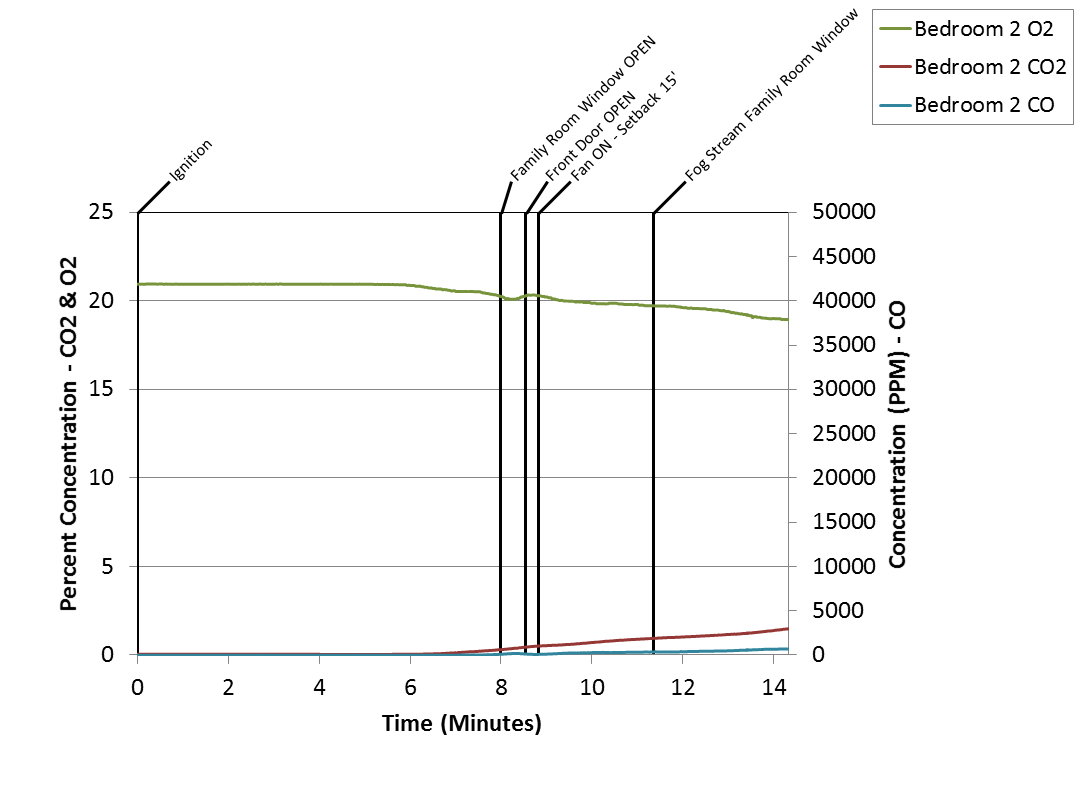 Bedroom 2 O2
Bedroom 2 CO2
Bedroom 2 CO
Ignition
Family Room Window OPEN
Front Door OPEN
Fan ON - Setback 15'
Fog Stream Family Room Window
25
20
15
10
5
0
Percent Concentration - CO2 & O2
50000
45000
40000
35000
30000
25000
20000
15000
10000
5000
0
Concentration (PPM) - CO
0 2 4 6 8 10 12 14
Time (Minutes)